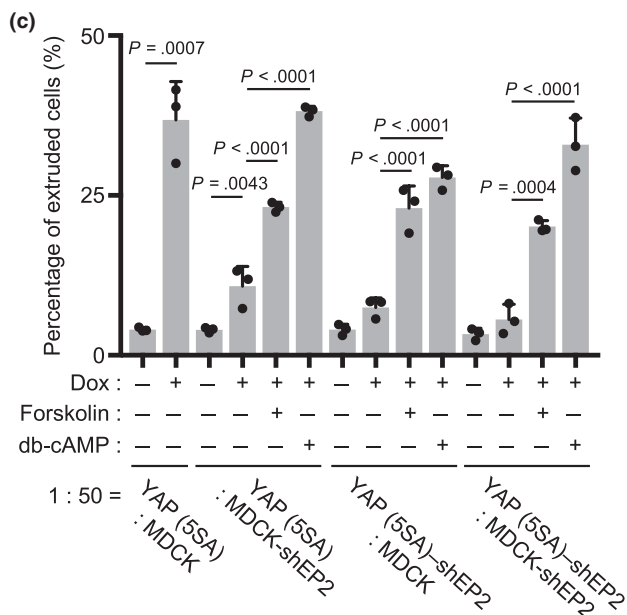 (c)
Percentage of extruded cells (%)
50
25
0
P = .0007
P < .0001
P < .0001
P = .0043
P < .0001
P < .0001
P < .0001
P = .0004
Dox : – + – + + + – + + + – + + +
Forskolin : – – – – + – – – + – – – + –
db-cAMP : – – – – – + – – – + – – – +
1 : 50 =
YAP (5SA)
: MDCK
YAP (5SA)
: MDCK-shEP2
YAP (5SA)–shEP2
: MDCK
YAP (5SA)–shEP2
: MDCK-shEP2